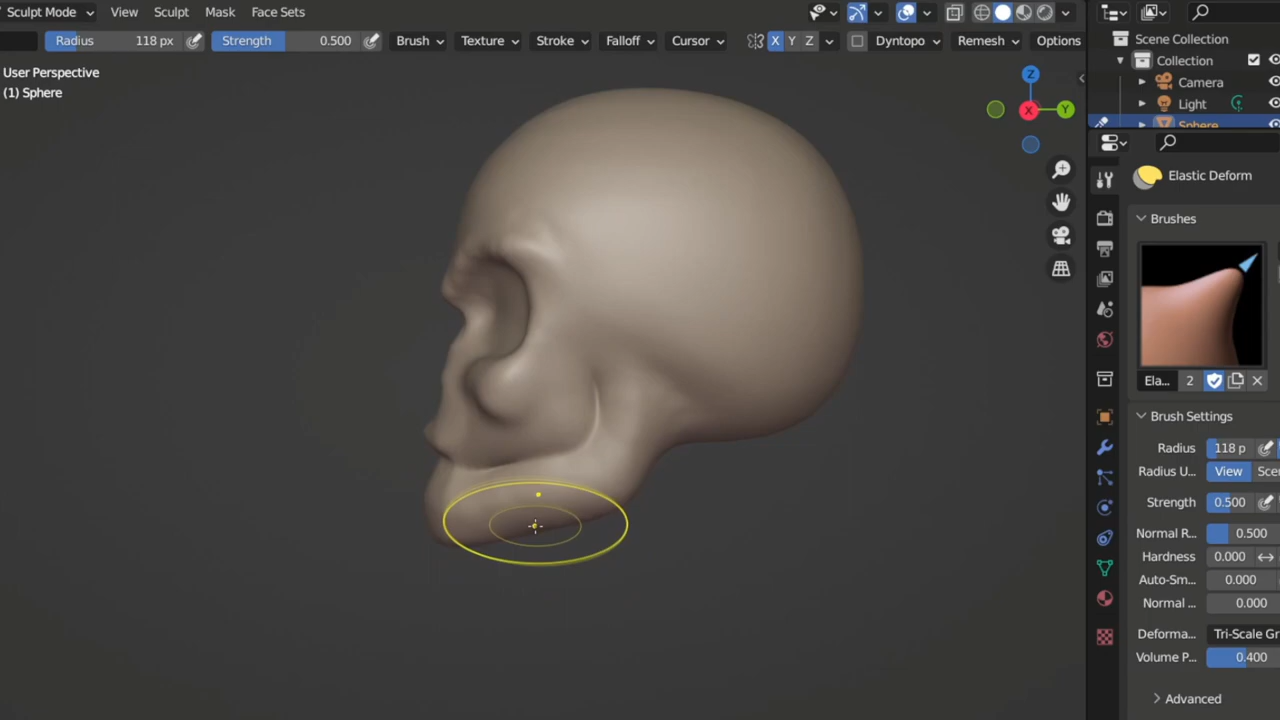 Sculpt Mode View Sculpt Mask Face Sets
Radius 118 px Strength 0.500 Brush Texture Stroke Falloff Cursor X Y Z Dyntopo Remesh Options
User Perspective
(1) Sphere
Z
X
Y
Scene Collection
Collection
Camera
Light
Sphere
Elastic Deform
Brushes
Ela... 2
Brush Settings
Radius 118 p
Radius U... View Scer
Strength 0.500
Normal R... 0.500
Hardness 0.000
Auto-Sm... 0.000
Normal ... 0.000
Deforma... Tri-Scale Gr
Volume P... 0.400
Advanced